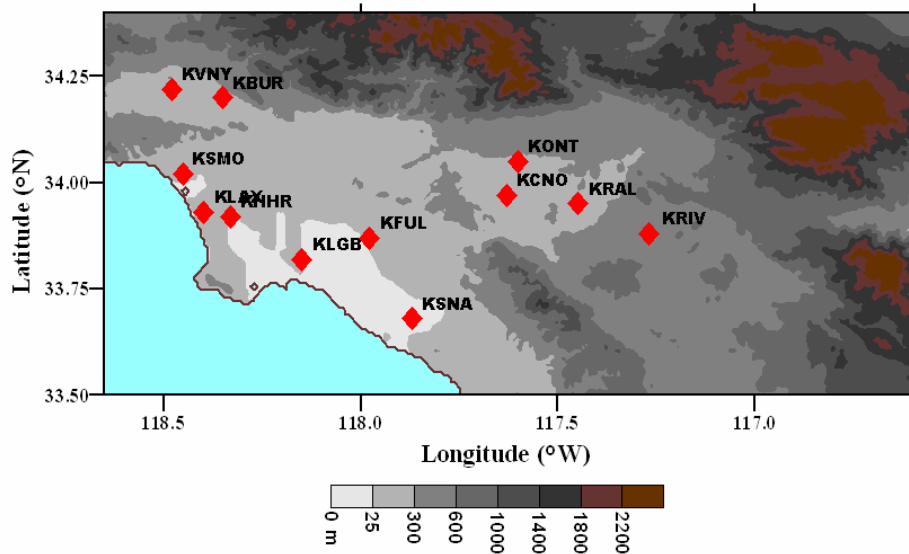 34.25
34.00
33.75
33.50
Latitude (°N)
KVNY
KBUR
KSMO
KLAX
KHHR
KLGB
KFUL
KSNA
KONT
KCNO
KRAL
KRIV
118.5
118.0
117.5
117.0
Longitude (°W)
0 m
25
300
600
1000
1400
1800
2200